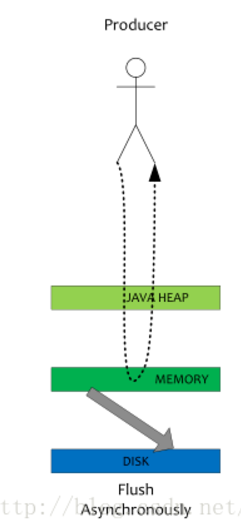 Producer
JAVA HEAP
MEMORY
DISK
Flush
Asynchronously